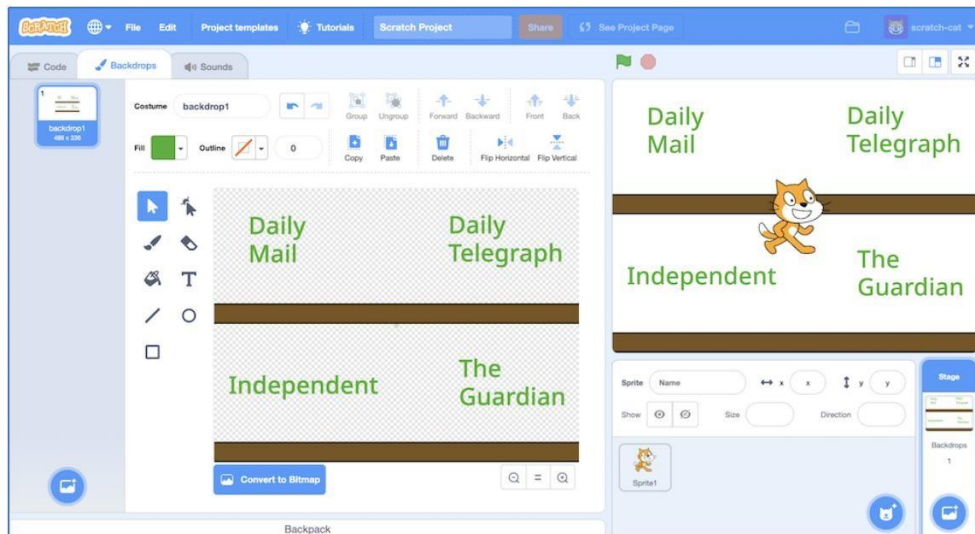 SCRATCH File Edit Project templates Tutorials Scratch Project Share See Project Page scratch-cat
Code Backdrops Sounds
1
backdrop1
Costume backdrop1 Group Ungroup Forward Backward Front Back
Fill Outline 0 Copy Paste Delete Flip Horizontal Flip Vertical
T
Daily
Mail
Daily
Telegraph
Independent
The
Guardian
Convert to Bitmap
=
Backpack
Daily
Mail
Daily
Telegraph
Independent
The
Guardian
Sprite Name x x y y
Show Size Direction
Sprite1
Stage
Backdrops
1